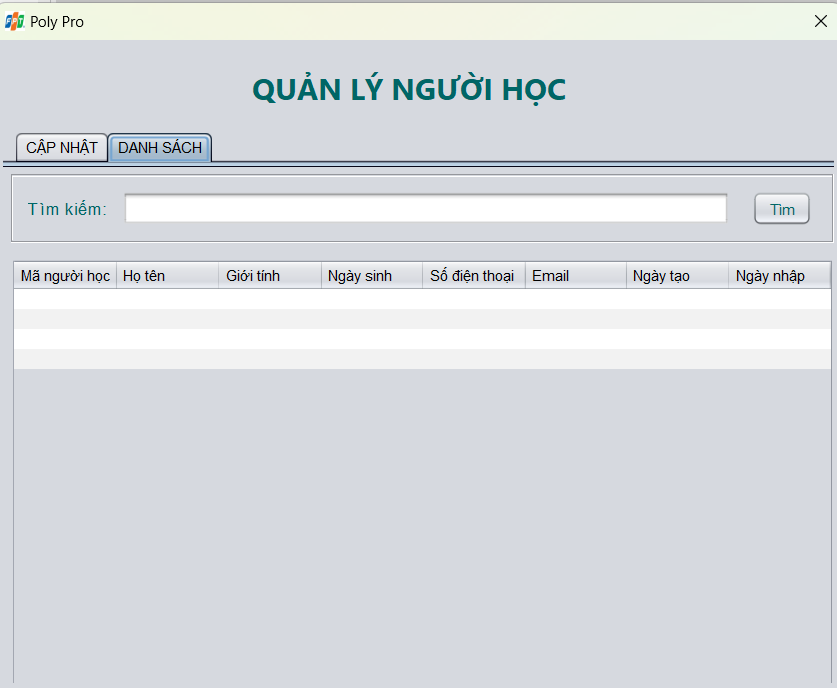 FPT Poly Pro
QUẢN LÝ NGƯỜI HỌC
CẬP NHẬT DANH SÁCH
Tìm kiếm: Tìm
Mã người học Họ tên Giới tính Ngày sinh Số điện thoại Email Ngày tạo Ngày nhập